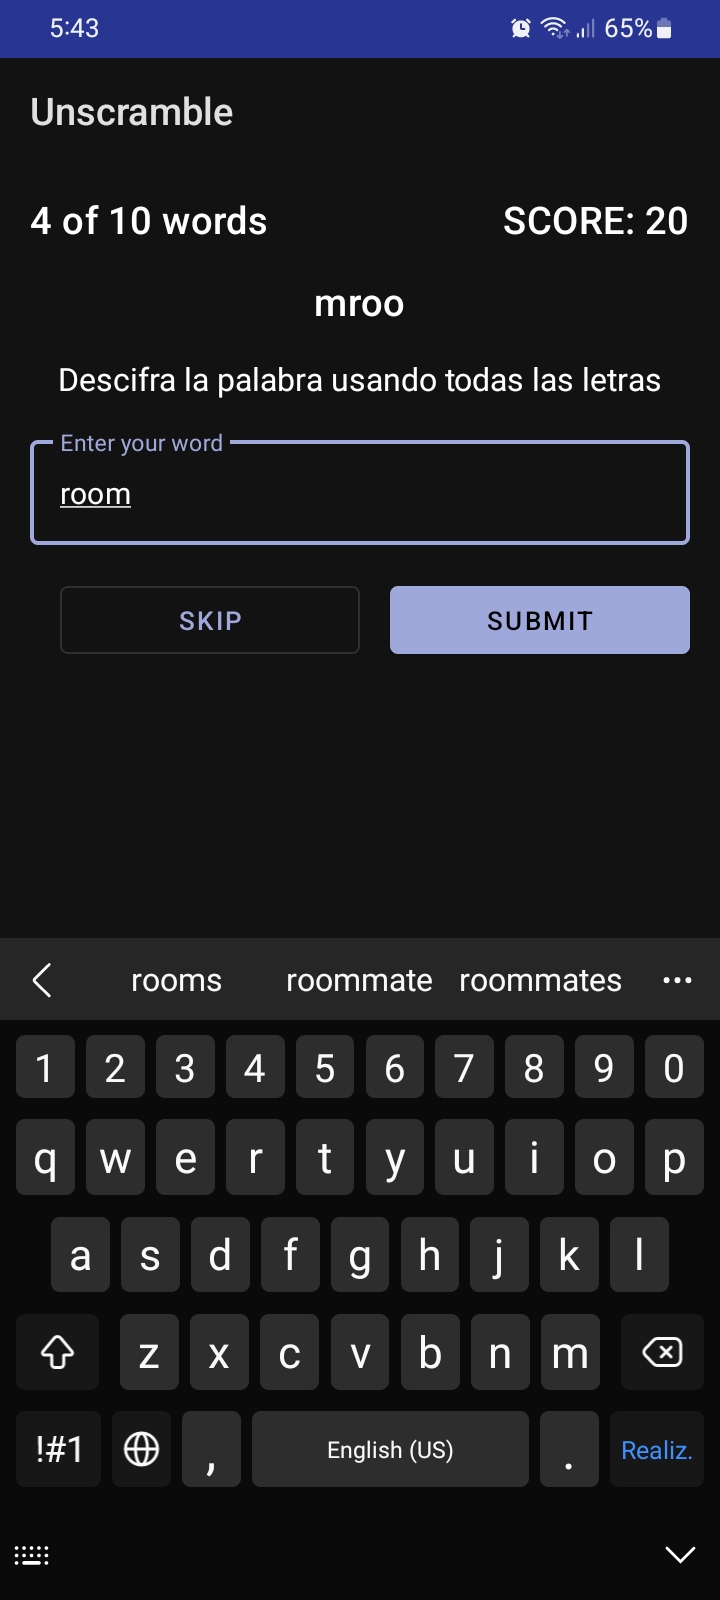 5:43 65%
Unscramble
4 of 10 words SCORE: 20
mroo
Descifra la palabra usando todas las letras
Enter your word
room
SKIP SUBMIT
rooms roommate roommates ...
1 2 3 4 5 6 7 8 9 0
q w e r t y u i o p
a s d f g h j k l
z x c v b n m
!#1 , English (US) . Realiz.